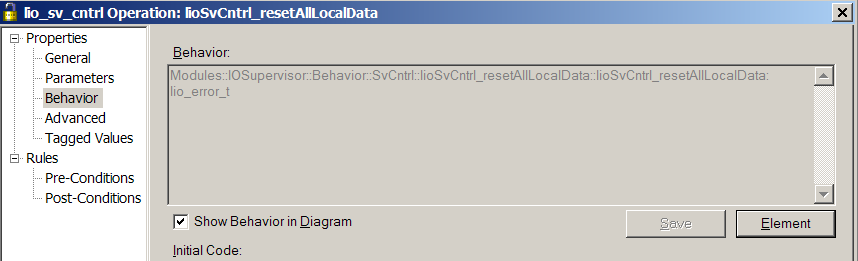 lio_sv_cntrl Operation: lioSvCntrl_resetAllLocalData
Properties
General
Parameters
Behavior
Advanced
Tagged Values
Rules
Pre-Conditions
Post-Conditions
Behavior:
Modules::IOSupervisor::Behavior::SvCntrl::lioSvCntrl_resetAllLocalData::lioSvCntrl_resetAllLocalData:
lio_error_t
Show Behavior in Diagram
Save
Element
Initial Code: